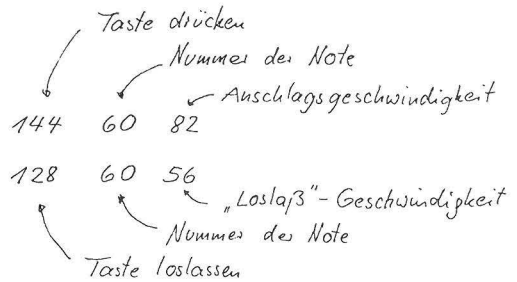 Taste drücken
Nummer der Note
Anschlagsgeschwindigkeit
144 60 82
128 60 56
„Loslaß"-Geschwindigkeit
Nummer der Note
Taste loslassen